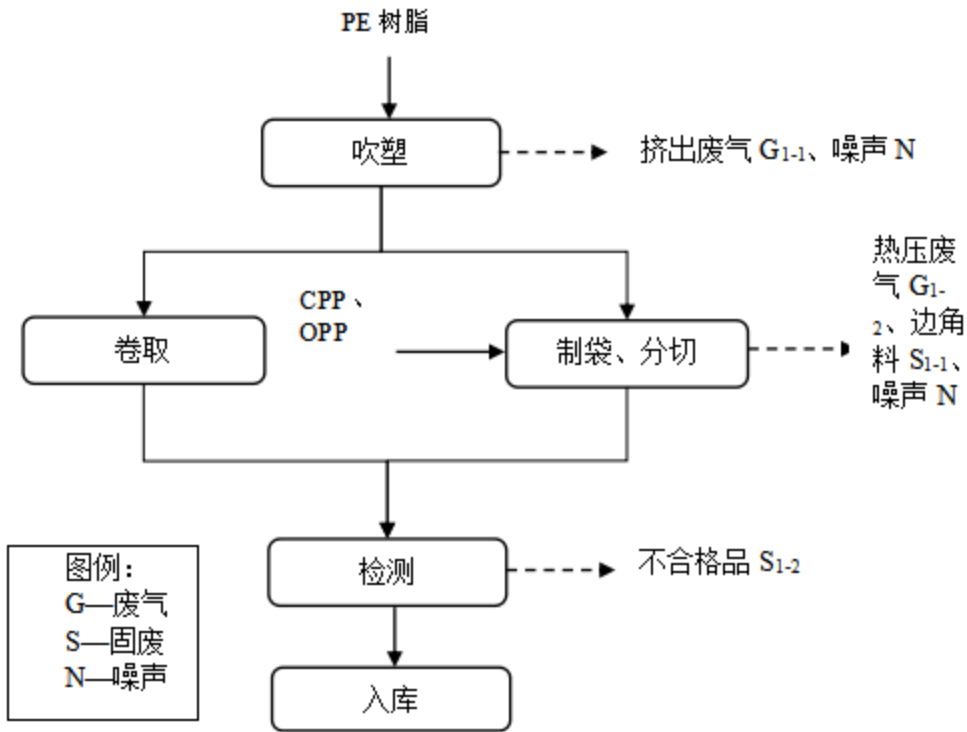 PE 树脂
吹塑
挤出废气 G1-1、噪声 N
热压废
气 G1-
2、边角
料 S1-1、
噪声 N
CPP 、
OPP
卷取
制袋、分切
检测
不合格品 S1-2
入库
图例：
G—废气
S—固废
N—噪声